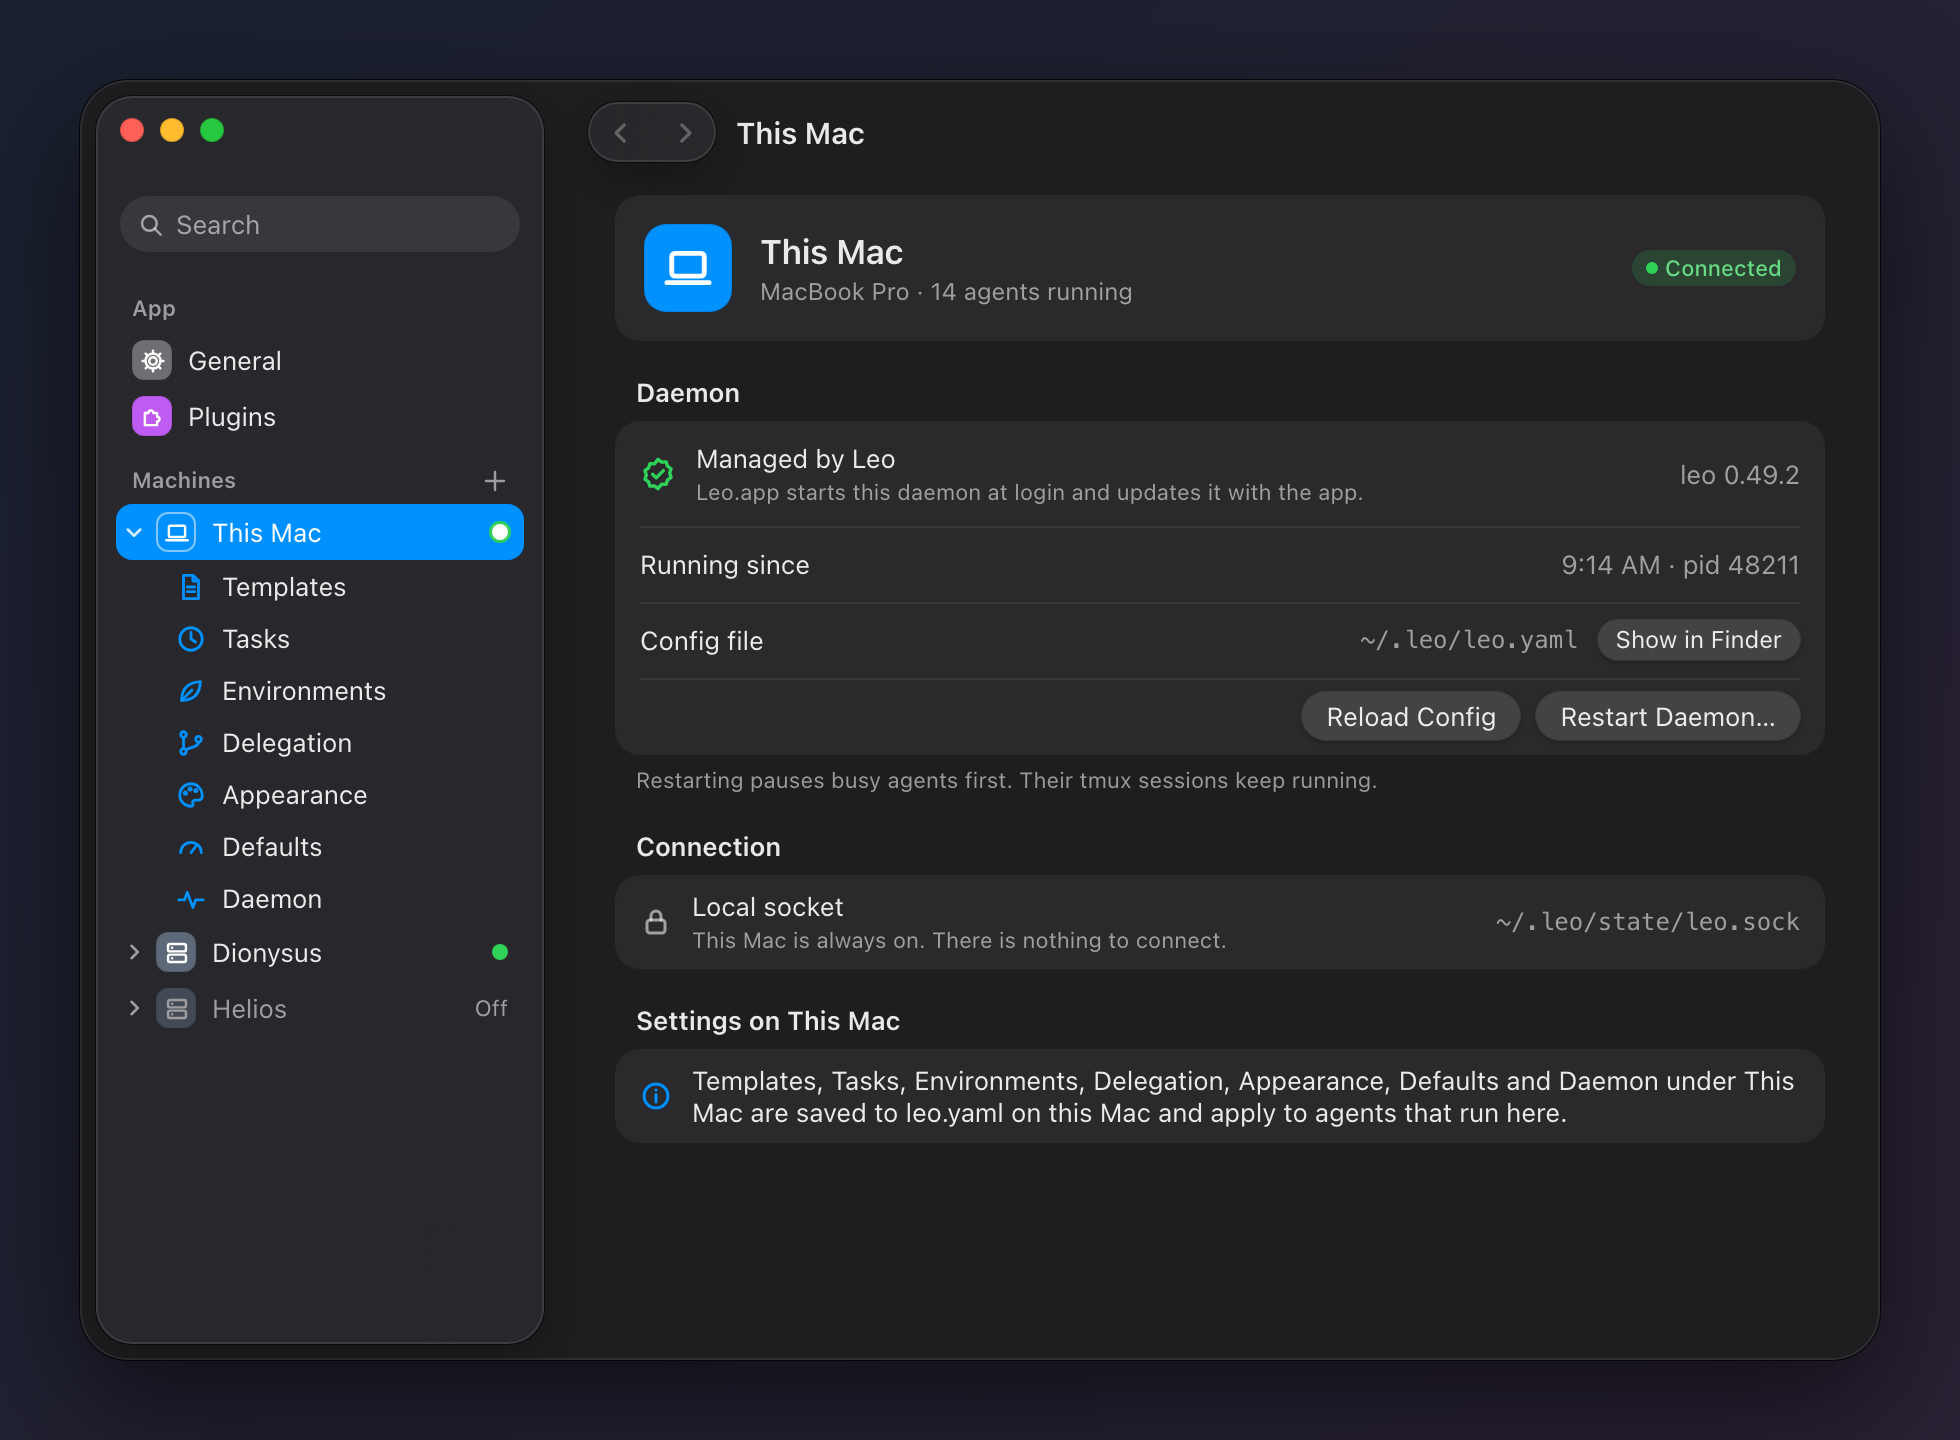 Search
App
General
Plugins
Machines
This Mac
Templates
Tasks
Environments
Delegation
Appearance
Defaults
Daemon
Dionysus
Helios Off
This Mac
This Mac
MacBook Pro · 14 agents running
Connected
Daemon
Managed by Leo
Leo.app starts this daemon at login and updates it with the app.
leo 0.49.2
Running since 9:14 AM · pid 48211
Config file ~/.leo/leo.yaml Show in Finder
Reload Config Restart Daemon...
Restarting pauses busy agents first. Their tmux sessions keep running.
Connection
Local socket
This Mac is always on. There is nothing to connect.
~/.leo/state/leo.sock
Settings on This Mac
Templates, Tasks, Environments, Delegation, Appearance, Defaults and Daemon under This
Mac are saved to leo.yaml on this Mac and apply to agents that run here.